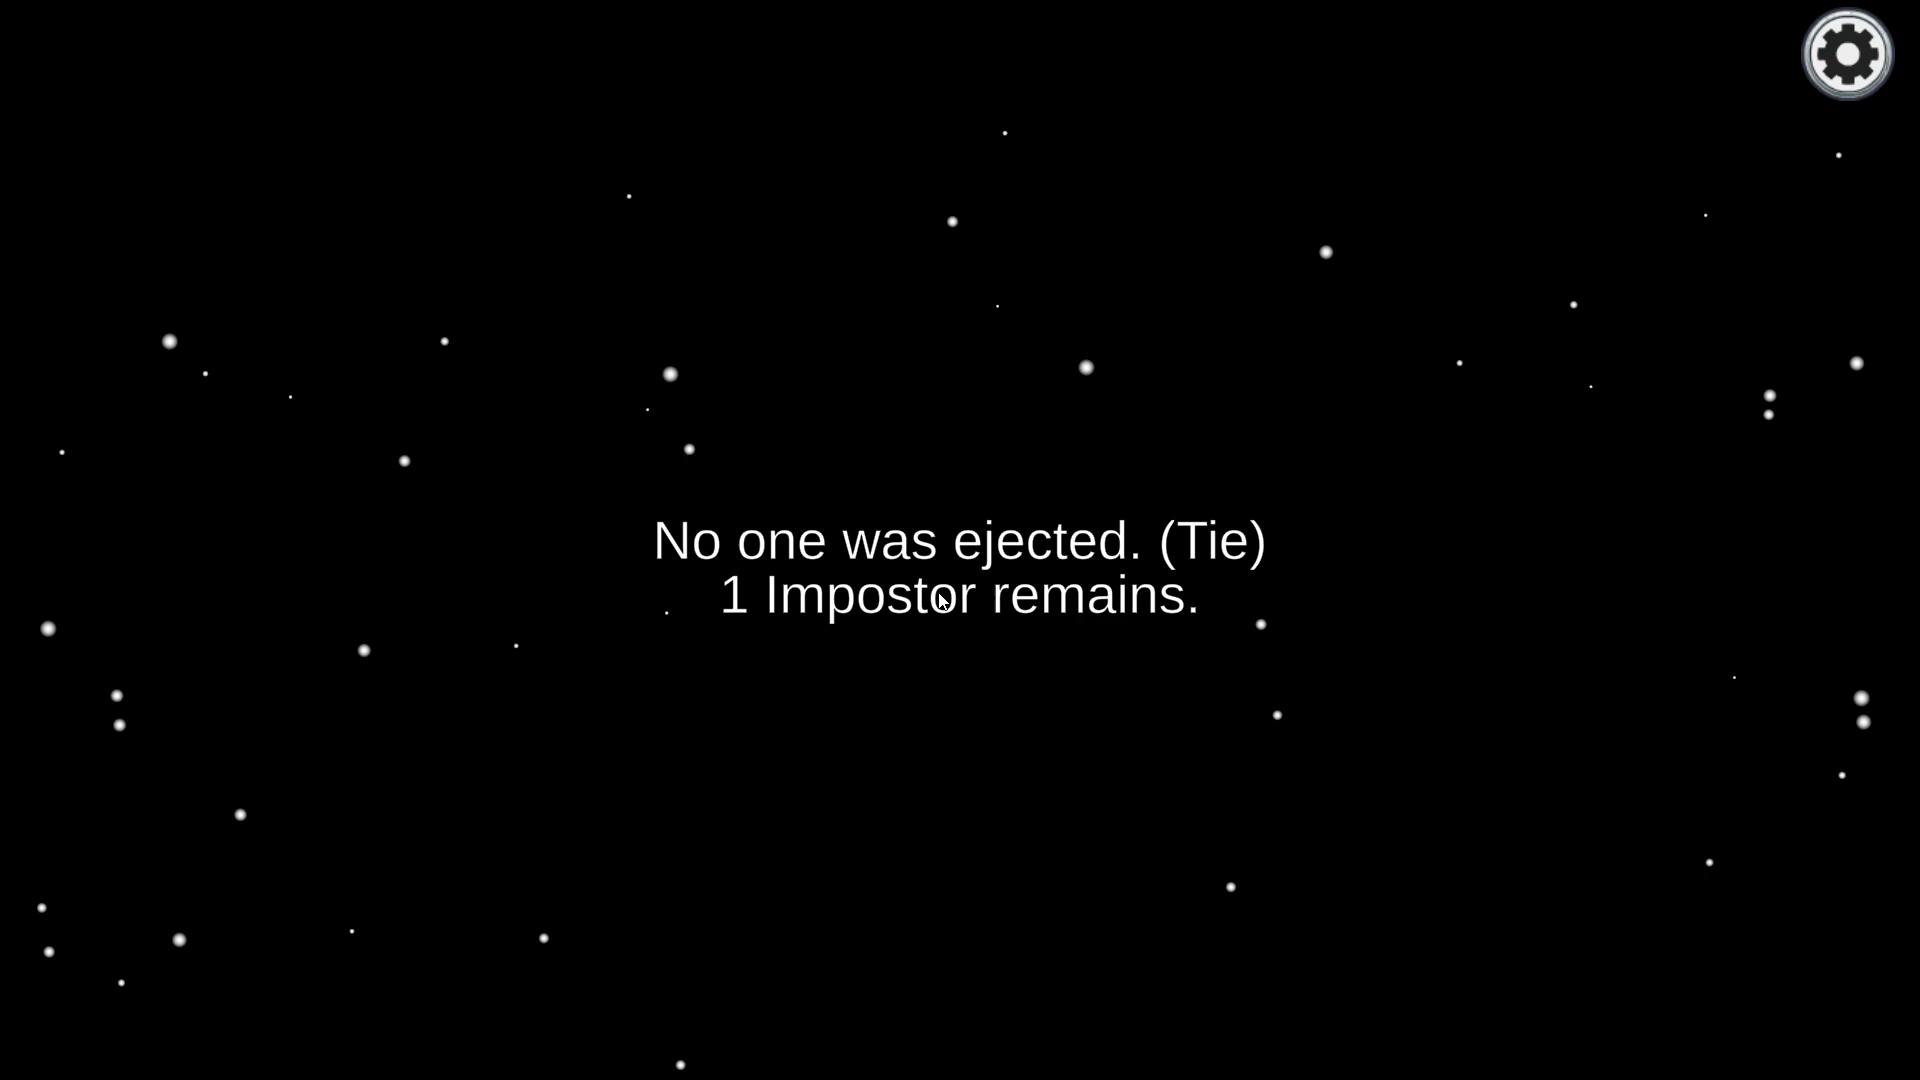 No one was ejected. (Tie)
1 Impostor remains.